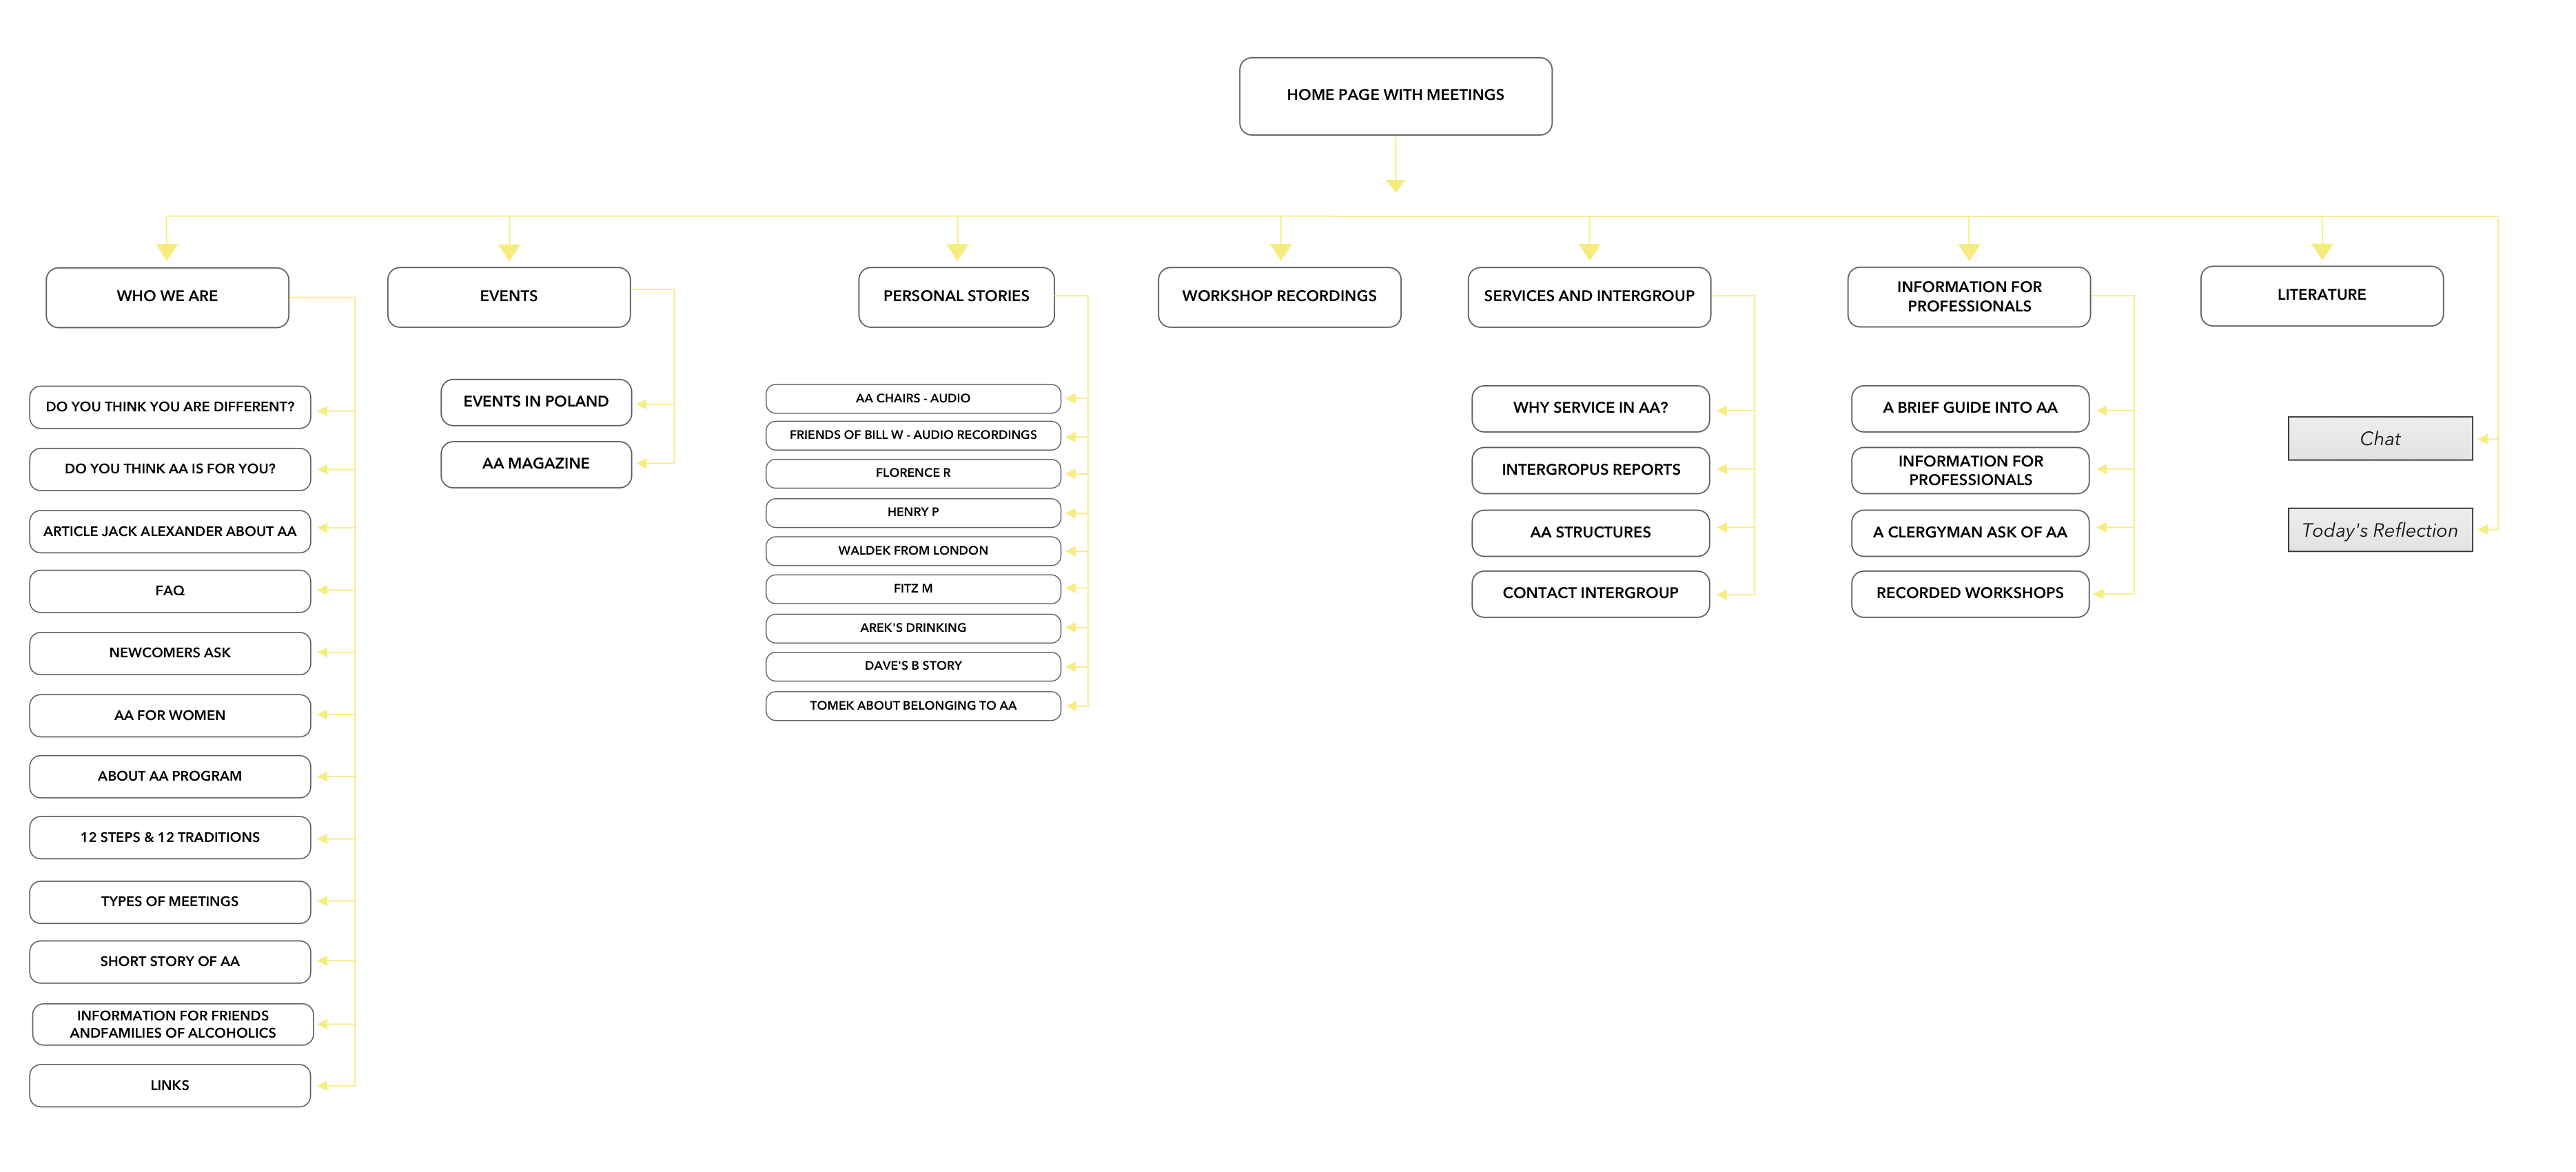 HOME PAGE WITH MEETINGS
WHO WE ARE
DO YOU THINK YOU ARE DIFFERENT?
DO YOU THINK AA IS FOR YOU?
ARTICLE JACK ALEXANDER ABOUT AA
FAQ
NEWCOMERS ASK
AA FOR WOMEN
ABOUT AA PROGRAM
12 STEPS & 12 TRADITIONS
TYPES OF MEETINGS
SHORT STORY OF AA
INFORMATION FOR FRIENDS
ANDFAMILIES OF ALCOHOLICS
LINKS
EVENTS
EVENTS IN POLAND
AA MAGAZINE
PERSONAL STORIES
AA CHAIRS - AUDIO
FRIENDS OF BILL W - AUDIO RECORDINGS
FLORENCE R
HENRY P
WALDEK FROM LONDON
FITZ M
AREK'S DRINKING
DAVE'S B STORY
TOMEK ABOUT BELONGING TO AA
WORKSHOP RECORDINGS
SERVICES AND INTERGROUP
WHY SERVICE IN AA?
INTERGROPUS REPORTS
AA STRUCTURES
CONTACT INTERGROUP
INFORMATION FOR
PROFESSIONALS
A BRIEF GUIDE INTO AA
INFORMATION FOR
PROFESSIONALS
A CLERGYMAN ASK OF AA
RECORDED WORKSHOPS
LITERATURE
Chat
Today's Reflection